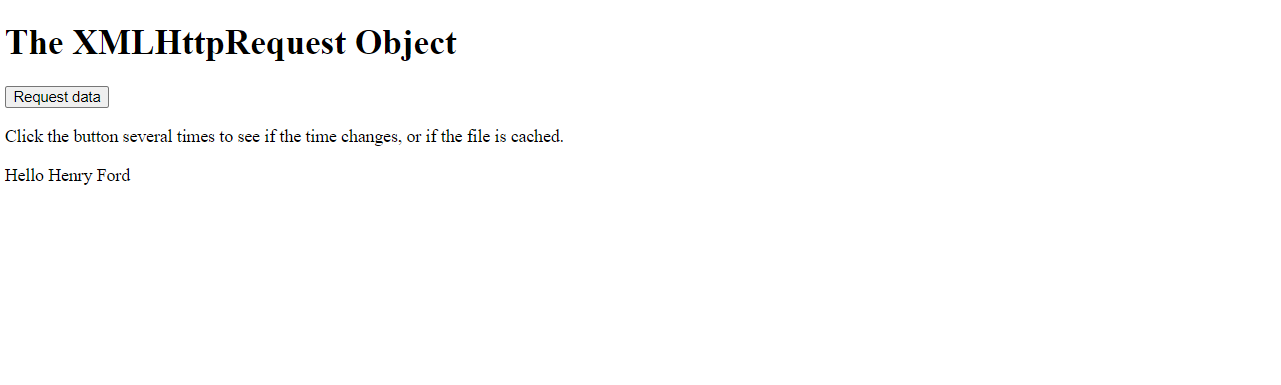 The XMLHttpRequest Object
Request data
Click the button several times to see if the time changes, or if the file is cached.
Hello Henry Ford